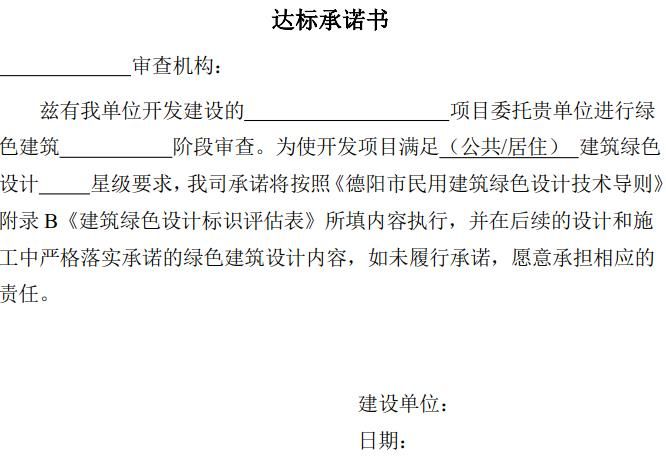 达标承诺书
_____________审查机构：
兹有我单位开发建设的____________________项目委托贵单位进行绿
色建筑___________阶段审查。为使开发项目满足（公共/居住）建筑绿色
设计_____星级要求，我司承诺将按照《德阳市民用建筑绿色设计技术导则》
附录 B《建筑绿色设计标识评估表》所填内容执行，并在后续的设计和施
工中严格落实承诺的绿色建筑设计内容，如未履行承诺，愿意承担相应的
责任。
建设单位：
日期：